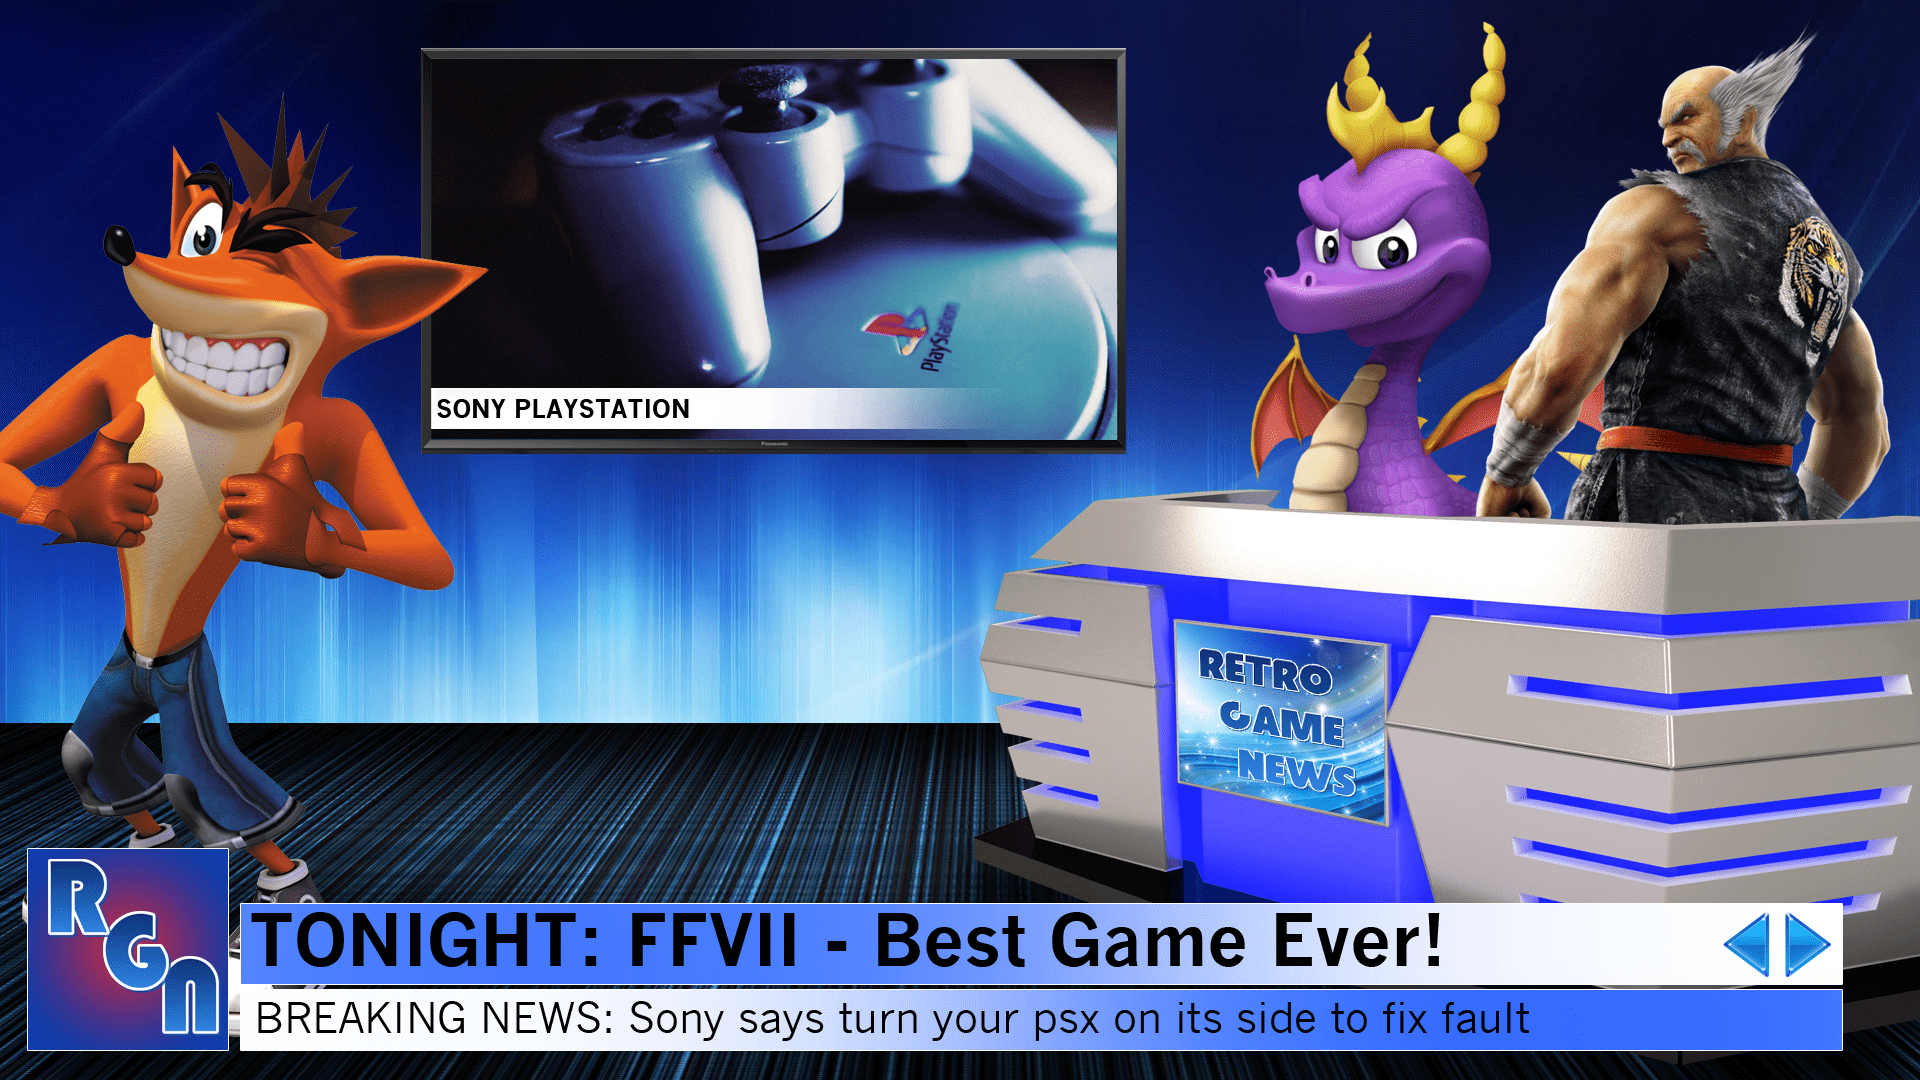 PlayStation
SONY PLAYSTATION
Panasonic
RETRO
GAME
NEWS
RGn
TONIGHT: FFVII - Best Game Ever!
BREAKING NEWS: Sony says turn your psx on its side to fix fault